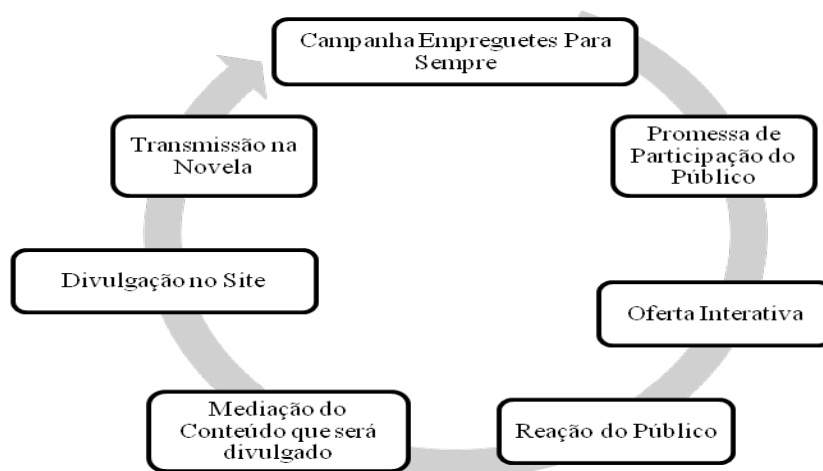 Campanha Empreguetes Para
Sempre
Promessa de
Participação do
Público
Oferta Interativa
Reação do Público
Mediação do
Conteúdo que será
divulgado
Divulgação no Site
Transmissão na
Novela